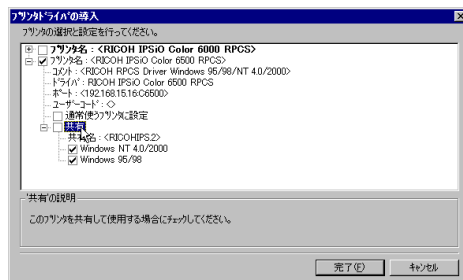 ﾌﾟﾘﾝﾀﾄﾞﾗｲﾊﾞの導入
ﾌﾟﾘﾝﾀの選択と設定を行ってください。
ﾌﾟﾘﾝﾀ名 : <RICOH IPSiO Color 6000 RPCS>
ﾌﾟﾘﾝﾀ名 : <RICOH IPSiO Color 6500 RPCS>
ｺﾒﾝﾄ : <RICOH RPCS Driver Windows 95/98/NT 4.0/2000>
ﾄﾞﾗｲﾊﾞ : RICOH IPSiO Color 6500 RPCS
ﾎﾟｰﾄ : <192.168.15.16:C6500>
ﾕｰｻﾞｰｺｰﾄﾞ : <>
通常使うﾌﾟﾘﾝﾀに設定
共有
共有名 : <RICOHIPS.2>
Windows NT 4.0/2000
Windows 95/98
'共有'の説明
このﾌﾟﾘﾝﾀを共有して使用する場合にﾁｪｯｸしてください。
完了(F)
ｷｬﾝｾﾙ